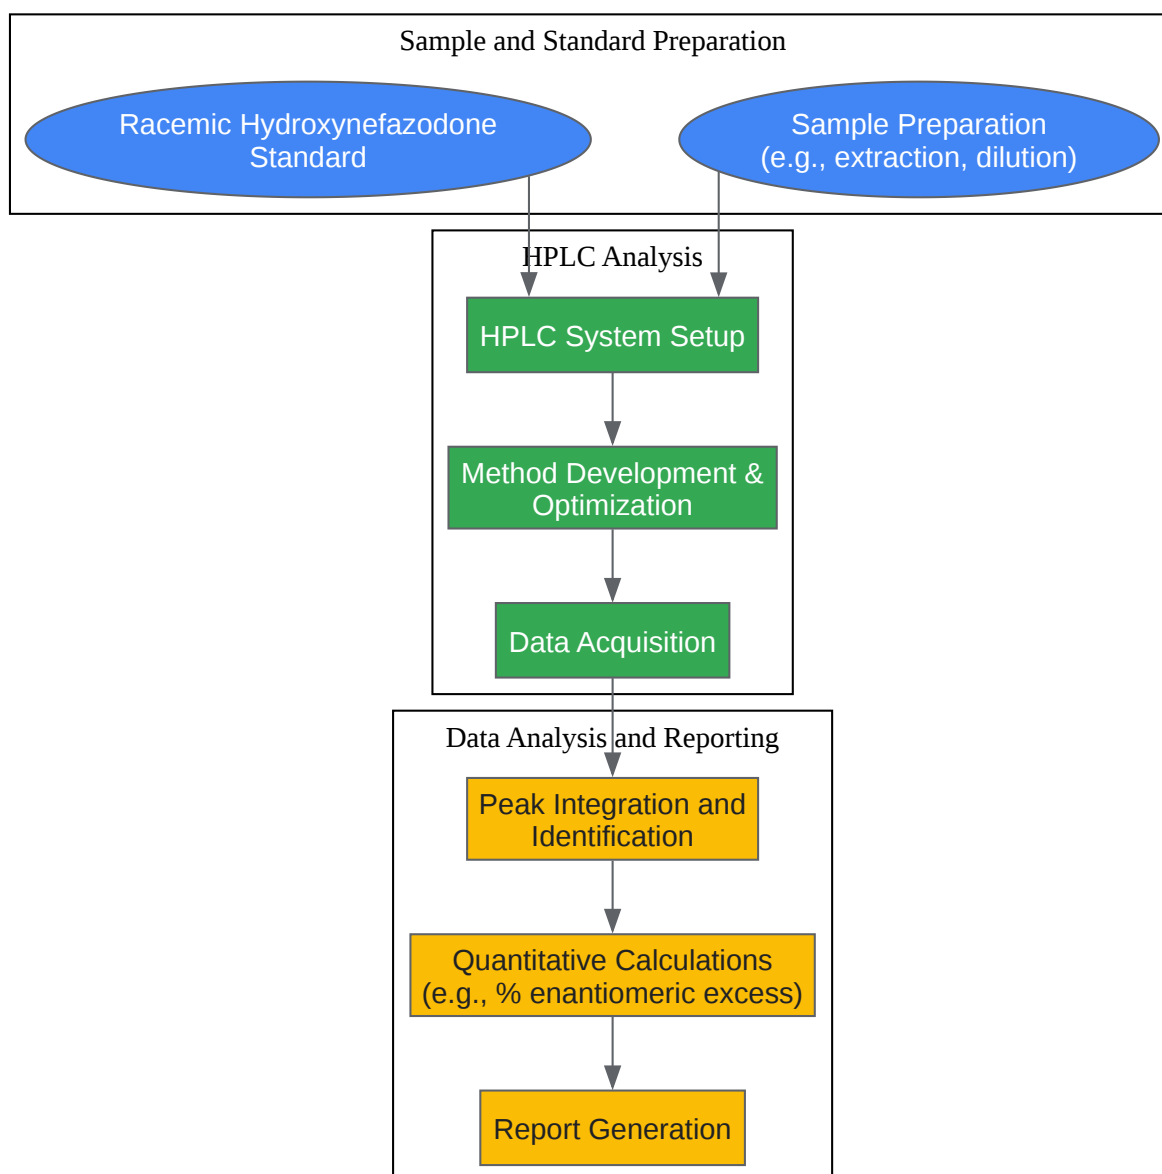 Sample and Standard Preparation
Racemic Hydroxynefazodone
Standard
Sample Preparation
(e.g., extraction, dilution)
HPLC Analysis
HPLC System Setup
Method Development &
Optimization
Data Acquisition
Data Analysis and Reporting
Peak Integration and
Identification
Quantitative Calculations
(e.g., % enantiomeric excess)
Report Generation